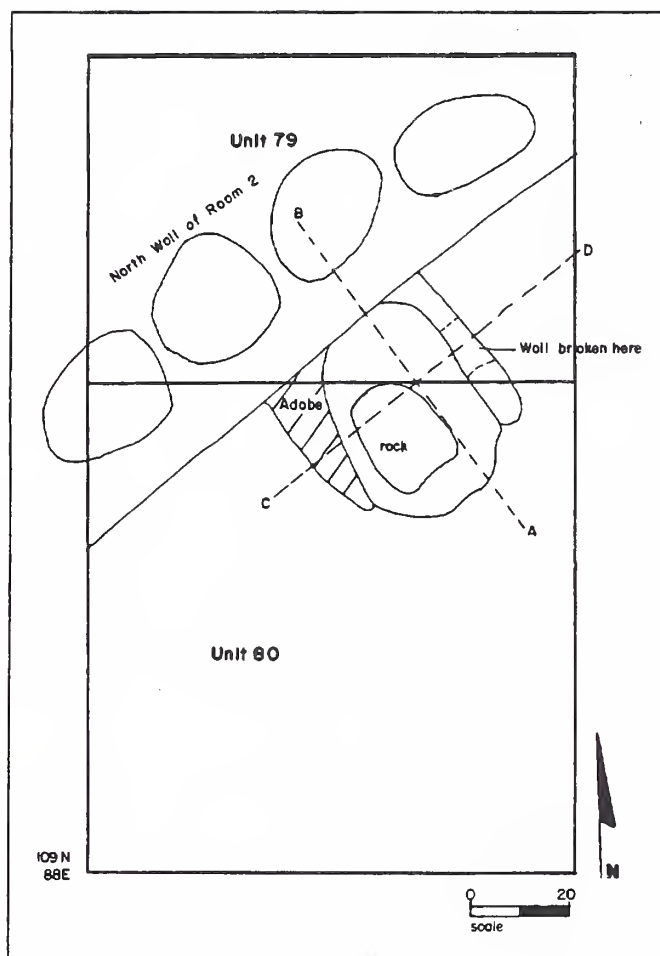 Unit 79
North Wall of Room 2
B
D
Wall broken here
Adobe
rock
C
A
Unit 80
109 N
88E
N
0 20
scale